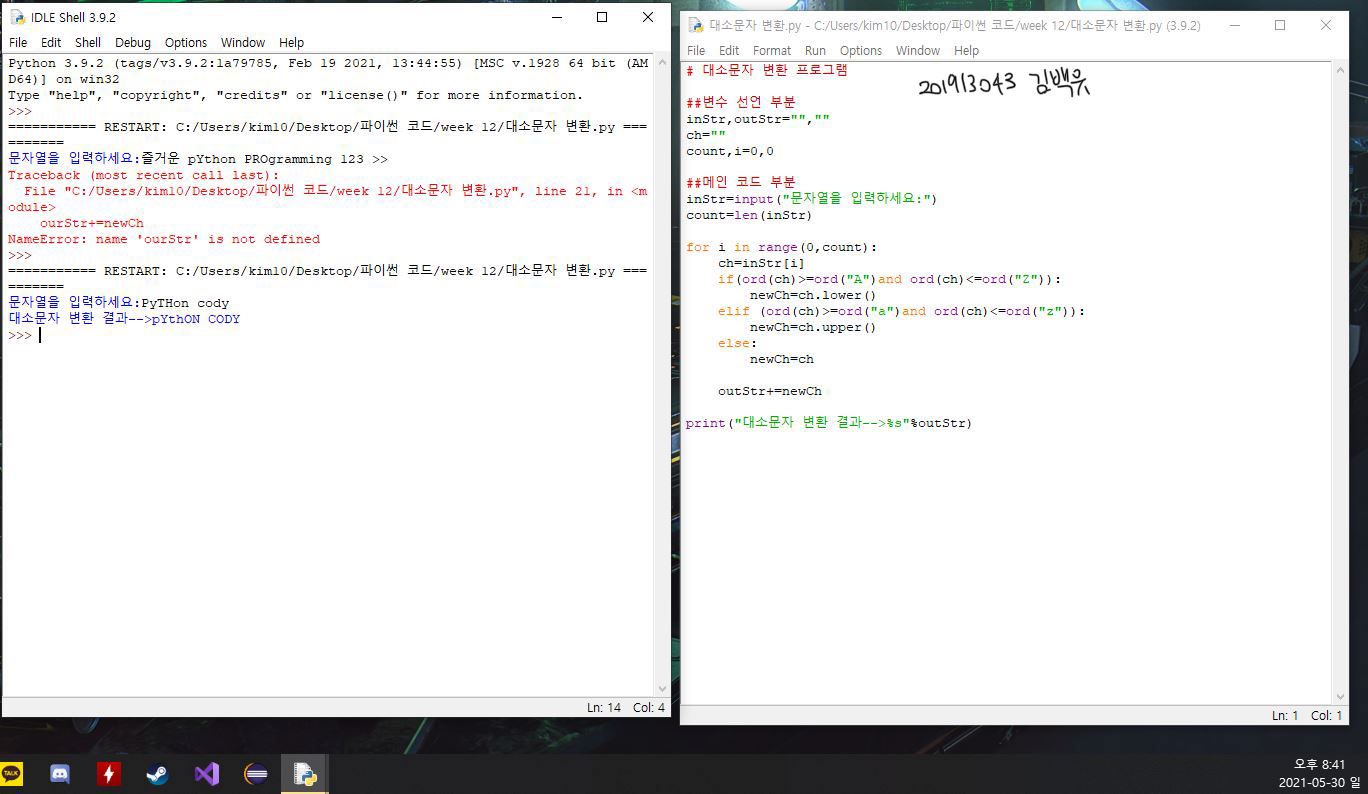 IDLE Shell 3.9.2
File Edit Shell Debug Options Window Help
Python 3.9.2 (tags/v3.9.2:1a79785, Feb 19 2021, 13:44:55) [MSC v.1928 64 bit (AM
D64)] on win32
Type "help", "copyright", "credits" or "license()" for more information.
>>>
=========== RESTART: C:/Users/kim10/Desktop/파이썬 코드/week 12/대소문자 변환.py ===
=======
문자열을 입력하세요:즐거운 pYthon PROgramming 123 >>
Traceback (most recent call last):
  File "C:/Users/kim10/Desktop/파이썬 코드/week 12/대소문자 변환.py", line 21, in <m
odule>
    ourStr+=newCh
NameError: name 'ourStr' is not defined
>>>
=========== RESTART: C:/Users/kim10/Desktop/파이썬 코드/week 12/대소문자 변환.py ===
=======
문자열을 입력하세요:PyTHon cody
대소문자 변환 결과-->pYthON CODY
>>>
Ln: 14 Col: 4
대소문자 변환.py - C:/Users/kim10/Desktop/파이썬 코드/week 12/대소문자 변환.py (3.9.2)
File Edit Format Run Options Window Help
# 대소문자 변환 프로그램
201913043 김백윳
##변수 선언 부분
inStr,outStr="",""
ch=""
count,i=0,0
##메인 코드 부분
inStr=input("문자열을 입력하세요:")
count=len(inStr)
for i in range(0,count):
    ch=inStr[i]
    if(ord(ch)>=ord("A")and ord(ch)<=ord("Z")):
        newCh=ch.lower()
    elif (ord(ch)>=ord("a")and ord(ch)<=ord("z")):
        newCh=ch.upper()
    else:
        newCh=ch
    outStr+=newCh
print("대소문자 변환 결과-->%s"%outStr)
Ln: 1 Col: 1
TALK
오후 8:41
2021-05-30 일